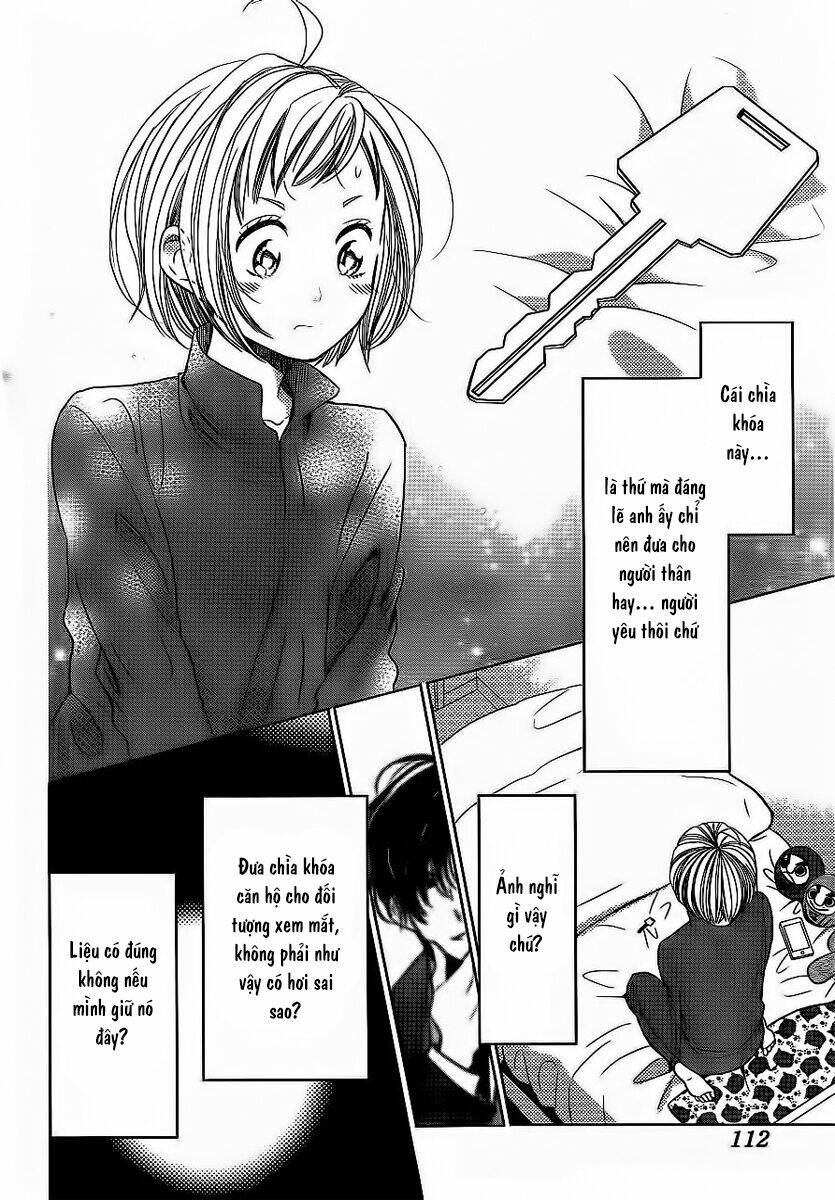 Cái chìa
khóa
này...
là thứ mà đáng
lẽ anh ấy chỉ
nên đưa cho
người thân
hay... người
yêu thôi chứ
Ảnh nghĩ
gì vậy
chứ?
Đưa chìa khóa
căn hộ cho đối
tượng xem mắt,
không phải như
vậy có hơi sai
sao?
Liệu có đúng
không nếu
mình giữ nó
đây?
112